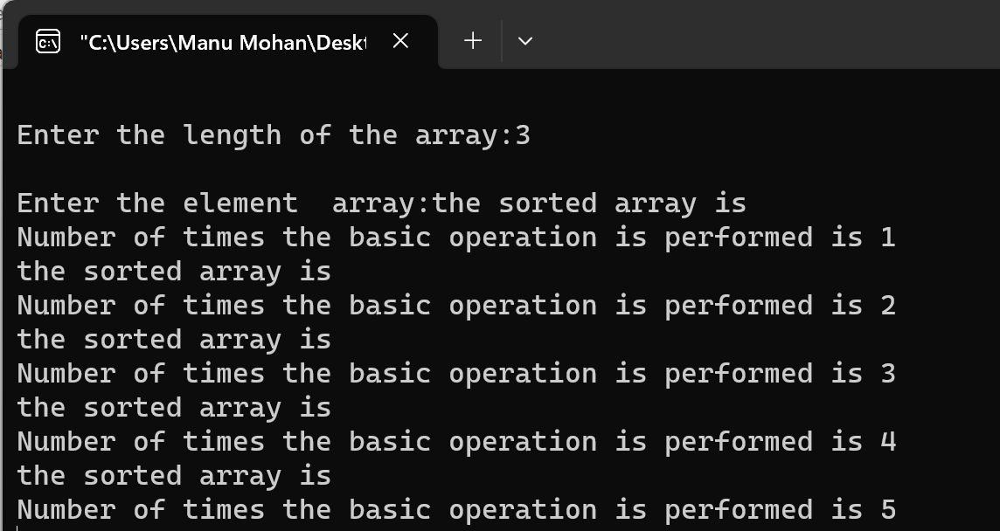 "C:\Users\Manu Mohan\Deskt
Enter the length of the array:3
Enter the element  array:the sorted array is
Number of times the basic operation is performed is 1
the sorted array is
Number of times the basic operation is performed is 2
the sorted array is
Number of times the basic operation is performed is 3
the sorted array is
Number of times the basic operation is performed is 4
the sorted array is
Number of times the basic operation is performed is 5